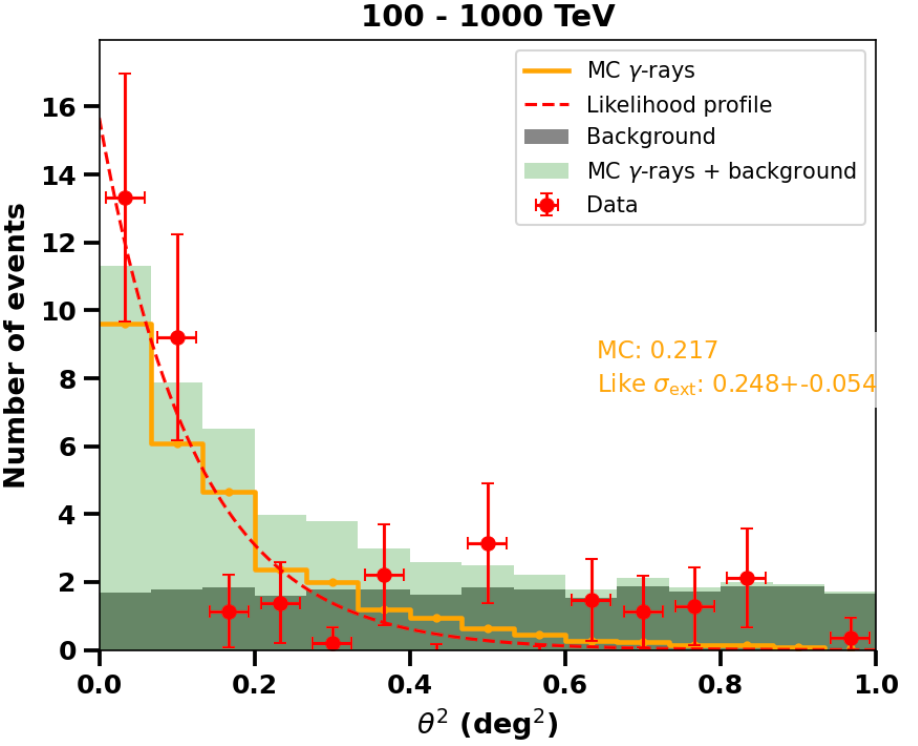 100 - 1000 TeV
MC γ-rays
Likelihood profile
Background
MC γ-rays + background
Data
MC: 0.217
Like σext: 0.248+-0.054
Number of events
16
14
12
10
8
6
4
2
0
0.0 0.2 0.4 0.6 0.8 1.0
θ² (deg²)